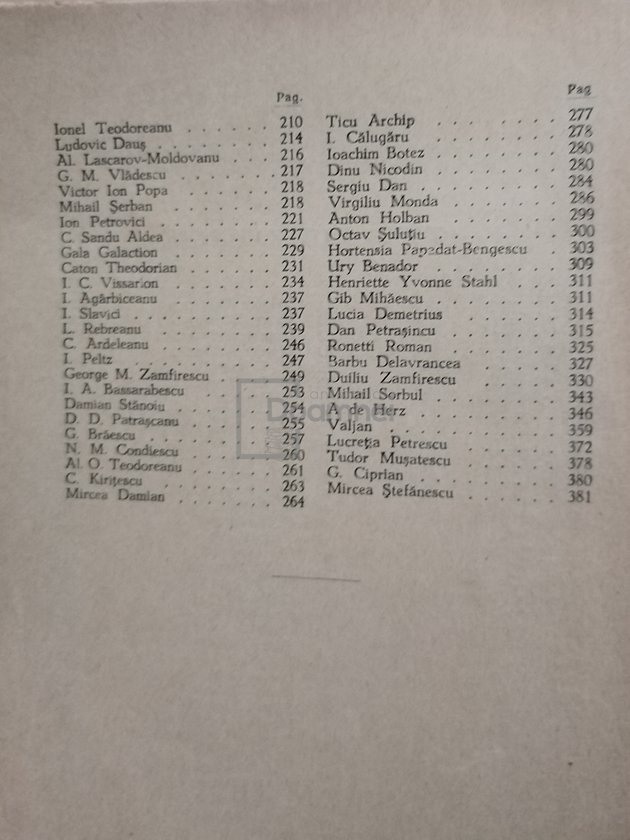 Pag.
Ionel Teodoreanu . . . . . . 210
Ludovic Dauș . . . . . . . 214
Al. Lascarov-Moldovanu . . . 216
G. M. Vlădescu . . . . . . . 217
Victor Ion Popa . . . . . . 218
Mihail Șerban . . . . . . . 218
Ion Petrovici . . . . . . . 221
C. Sandu Aldea . . . . . . . 227
Gala Galaction . . . . . . . 229
Caton Theodorian . . . . . . 231
I. C. Vissarion . . . . . . . 234
I. Agârbiceanu . . . . . . . 237
I. Slavici . . . . . . . . 237
L. Rebreanu . . . . . . . 239
C. Ardeleanu . . . . . . . 246
I. Peltz . . . . . . . . 247
George M. Zamfirescu . . . . 249
I. A. Bassarabescu . . . . . 253
Damian Stănoiu . . . . . . 254
D. D. Patrașcanu . . . . . . 255
G. Brăescu . . . . . . . 257
N. M. Condiescu . . . . . . 260
Al. O. Teodoreanu . . . . . 261
C. Kirițescu . . . . . . . 263
Mircea Damian . . . . . . 264
Pag
Ticu Archip . . . . . . . 277
I. Călugăru . . . . . . . 278
Ioachim Botez . . . . . . . 280
Dinu Nicodin . . . . . . . 280
Sergiu Dan . . . . . . . . 284
Virgiliu Monda . . . . . . 286
Anton Holban . . . . . . 299
Octav Șuluțiu . . . . . . . 300
Hortensia Papadat-Bengescu . . 303
Ury Benador . . . . . . . 309
Henriette Yvonne Stahl . . . 311
Gib Mihăescu . . . . . . . 311
Lucia Demetrius . . . . . . 314
Dan Petrașincu . . . . . . 315
Ronetti Roman . . . . . . 325
Barbu Delavrancea . . . . . 327
Duiliu Zamfirescu . . . . . 330
Mihail Sorbul . . . . . . . 343
A. de Herz . . . . . . . . 346
Valjan . . . . . . . . . 359
Lucreția Petrescu . . . . . 372
Tudor Mușatescu . . . . . . 378
G. Ciprian . . . . . . . . 380
Mircea Ștefănescu . . . . . 381